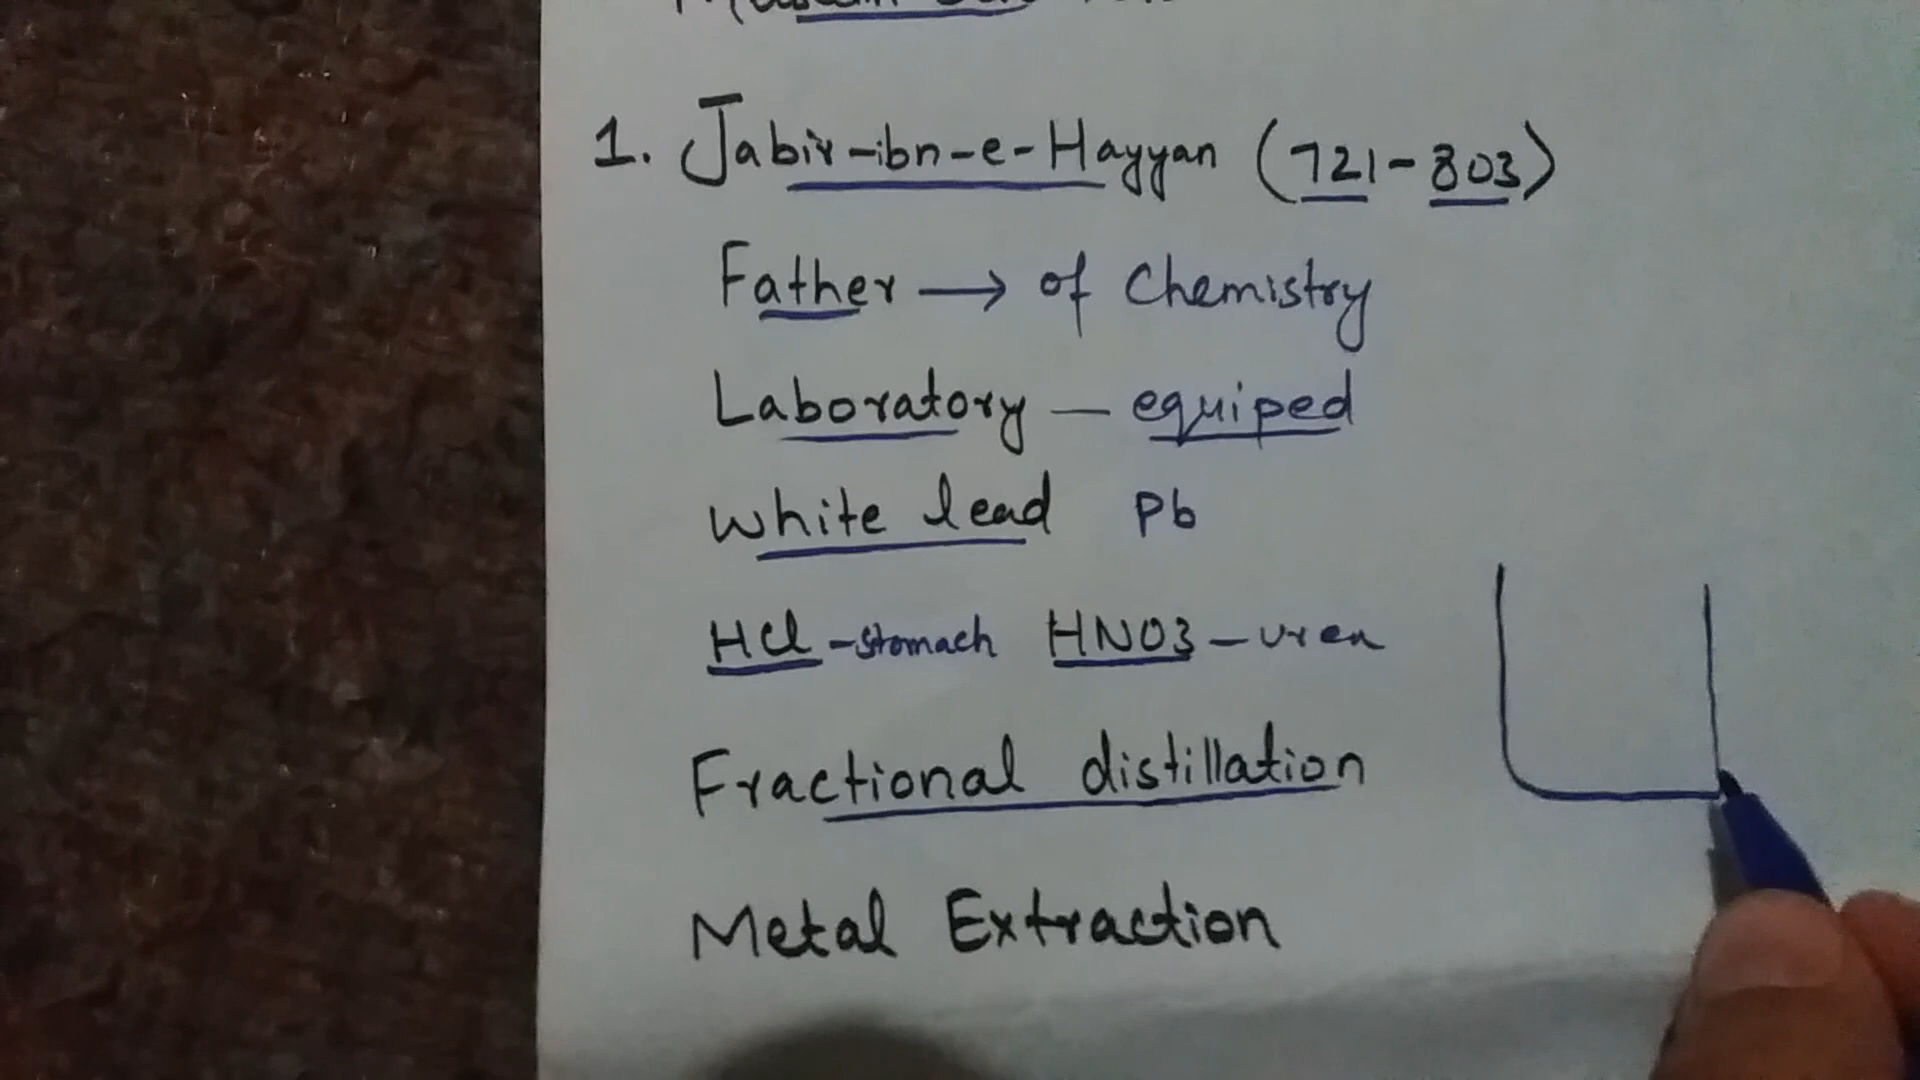 1. Jabir-ibn-e-Hayyan (721-803)
Father → of Chemistry
Laboratory — equiped
white lead Pb
HCl - stomach HNO3 - urea
Fractional distillation
Metal Extraction